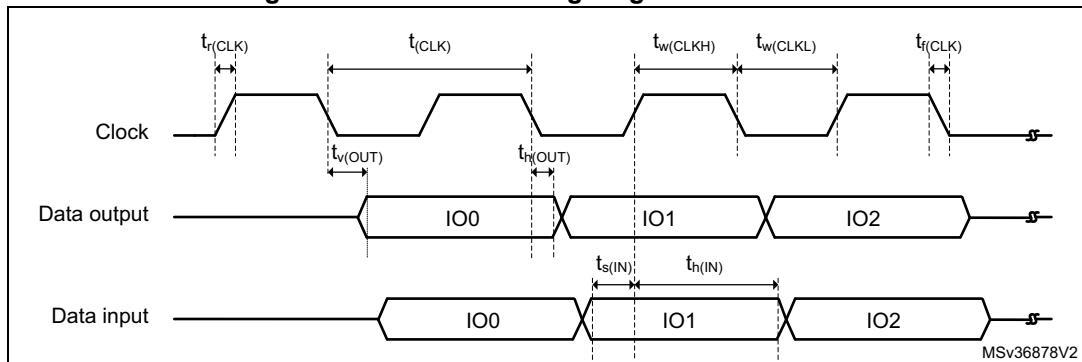 t_r(CLK) t_(CLK) t_w(CLKH) t_w(CLKL) t_f(CLK)
Clock
t_v(OUT) t_h(OUT)
Data output IO0 IO1 IO2
t_s(IN) t_h(IN)
Data input IO0 IO1 IO2
MSv36878V2